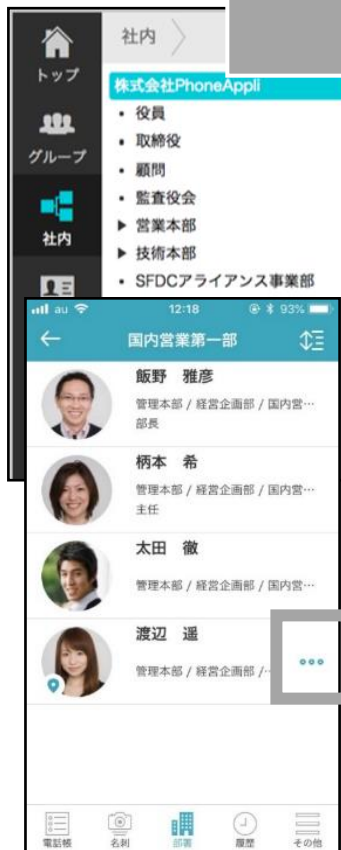 トップ
社内
株式会社PhoneAppli
・ 役員
・ 取締役
グループ
・ 顧問
・ 監査役会
▶ 営業本部
社内
▶ 技術本部
・ SFDCアライアンス事業部
au 12:18 93%
← 国内営業第一部
飯野 雅彦
管理本部 / 経営企画部 / 国内営…
部長
柄本 希
管理本部 / 経営企画部 / 国内営…
主任
太田 徹
管理本部 / 経営企画部 / 国内営…
渡辺 遥
管理本部 / 経営企画部 /…
電話帳 名刺 部署 履歴 その他